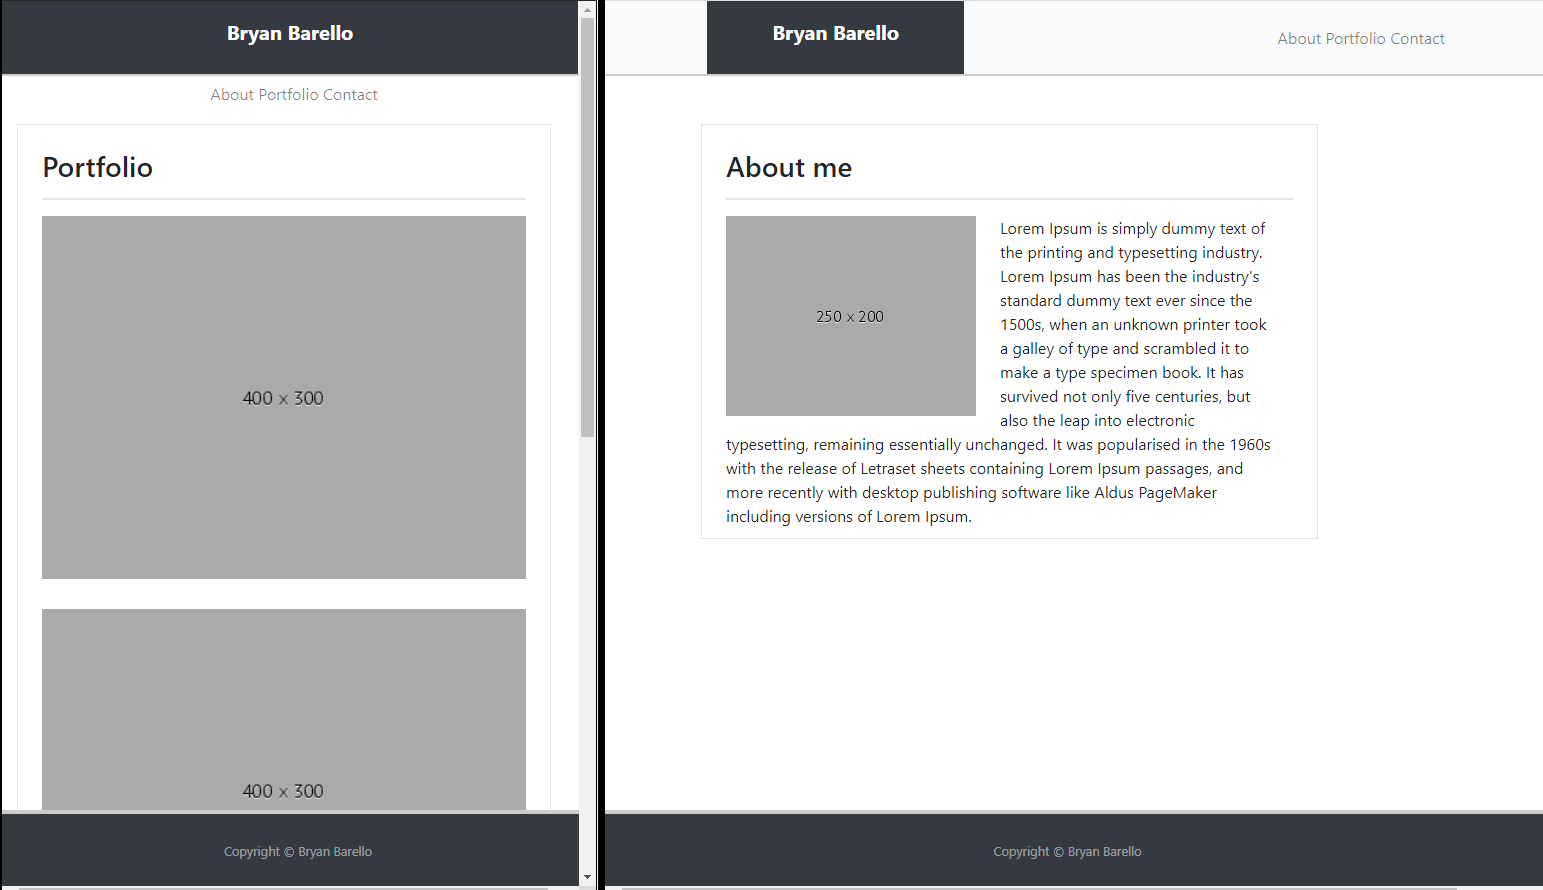 Bryan Barello
About Portfolio Contact
Portfolio
400 x 300
400 x 300
Copyright © Bryan Barello
Bryan Barello
About Portfolio Contact
About me
250 x 200
Lorem Ipsum is simply dummy text of
the printing and typesetting industry.
Lorem Ipsum has been the industry's
standard dummy text ever since the
1500s, when an unknown printer took
a galley of type and scrambled it to
make a type specimen book. It has
survived not only five centuries, but
also the leap into electronic
typesetting, remaining essentially unchanged. It was popularised in the 1960s
with the release of Letraset sheets containing Lorem Ipsum passages, and
more recently with desktop publishing software like Aldus PageMaker
including versions of Lorem Ipsum.
Copyright © Bryan Barello